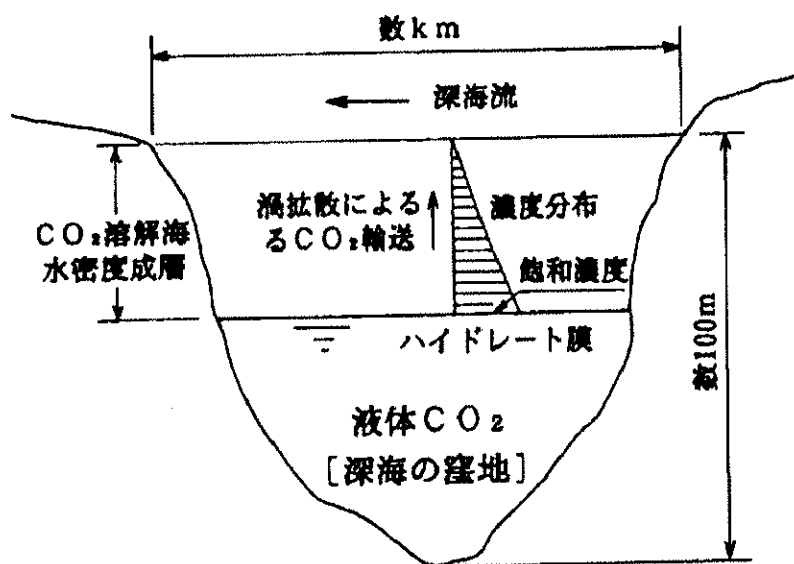 数km
深海流
渦拡散によ る
るCO₂輸送
濃度分布
CO₂溶解海
水密度成層
飽和濃度
ハイドレート膜
数100m
液体CO₂
[深海の窪地]